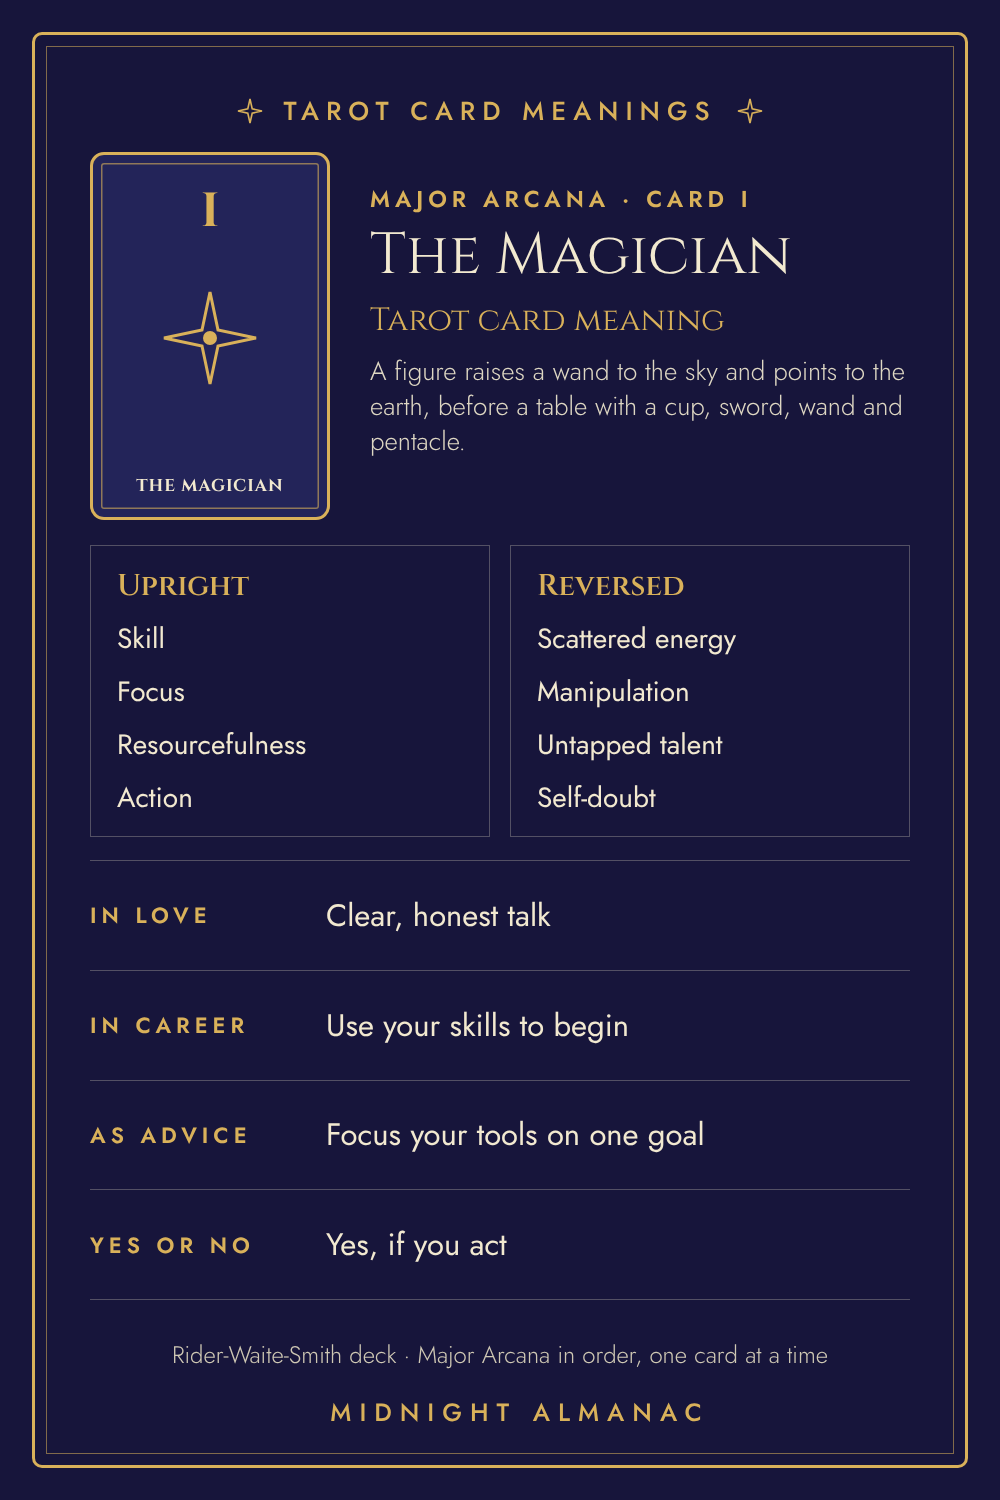 TAROT CARD MEANINGS
I
THE MAGICIAN
MAJOR ARCANA · CARD I
The Magician
Tarot card meaning
A figure raises a wand to the sky and points to the
earth, before a table with a cup, sword, wand and
pentacle.
Upright
Skill
Focus
Resourcefulness
Action
Reversed
Scattered energy
Manipulation
Untapped talent
Self-doubt
IN LOVE Clear, honest talk
IN CAREER Use your skills to begin
AS ADVICE Focus your tools on one goal
YES OR NO Yes, if you act
Rider-Waite-Smith deck · Major Arcana in order, one card at a time
MIDNIGHT ALMANAC